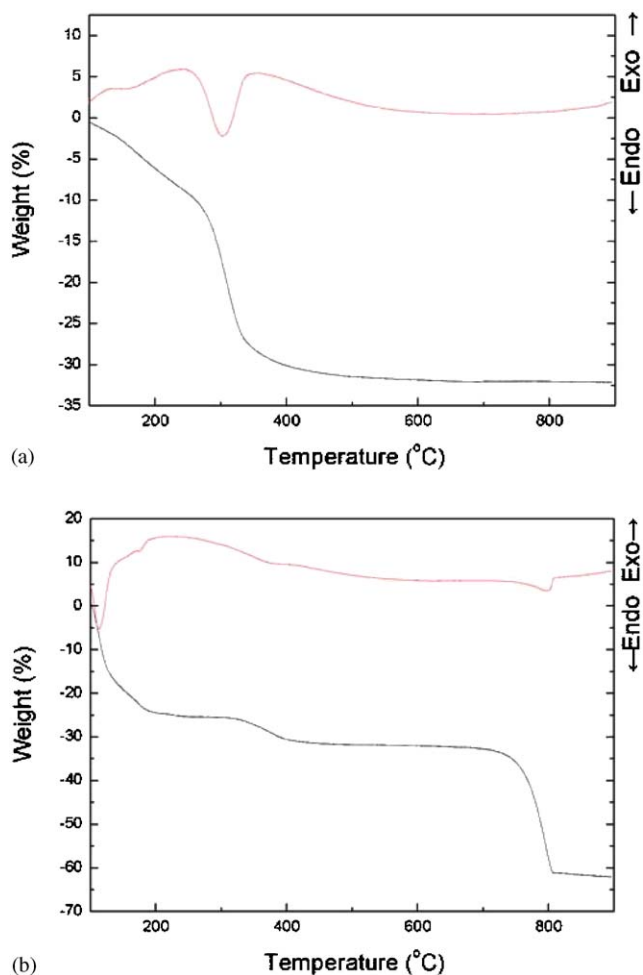 10
5
0
-5
-10
-15
-20
-25
-30
-35
Weight (%)
← Endo Exo →
200 400 600 800
(a) Temperature (°C)
20
10
0
-10
-20
-30
-40
-50
-60
-70
Weight (%)
←Endo Exo→
200 400 600 800
(b) Temperature (°C)